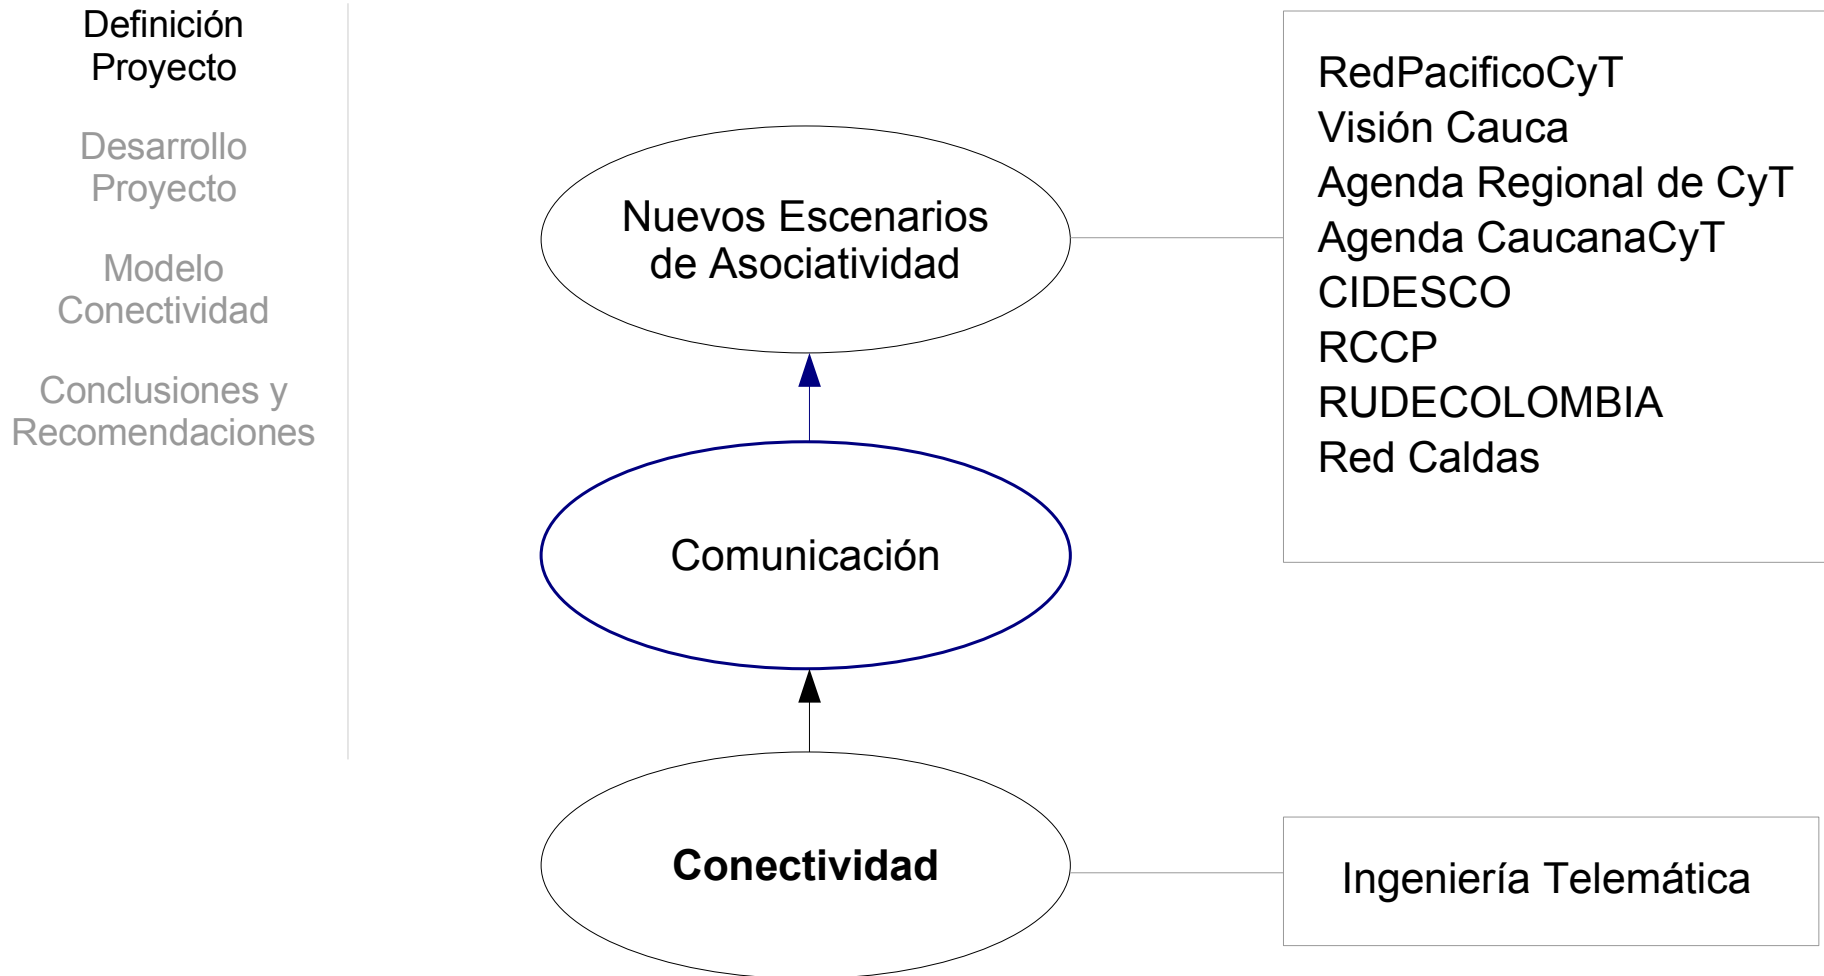 Definición
Proyecto
Desarrollo
Proyecto
Modelo
Conectividad
Conclusiones y
Recomendaciones
Nuevos Escenarios
de Asociatividad
Comunicación
Conectividad
RedPacificoCyT
Visión Cauca
Agenda Regional de CyT
Agenda CaucanaCyT
CIDESCO
RCCP
RUDECOLOMBIA
Red Caldas
Ingeniería Telemática